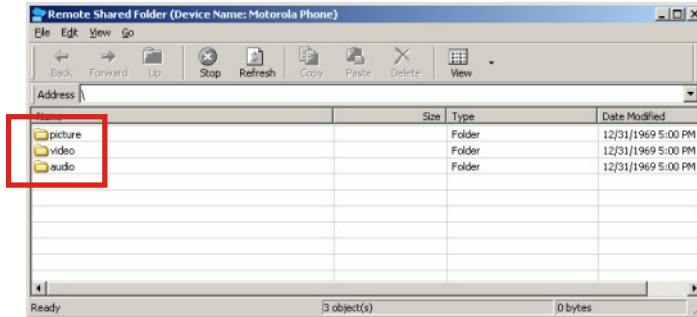 Remote Shared Folder (Device Name: Motorola Phone)
File Edit View Go
Back Forward Up Stop Refresh Copy Paste Delete View
Address \
Name Size Type Date Modified
picture Folder 12/31/1969 5:00 PM
video Folder 12/31/1969 5:00 PM
audio Folder 12/31/1969 5:00 PM
Ready 3 object(s) 0 bytes